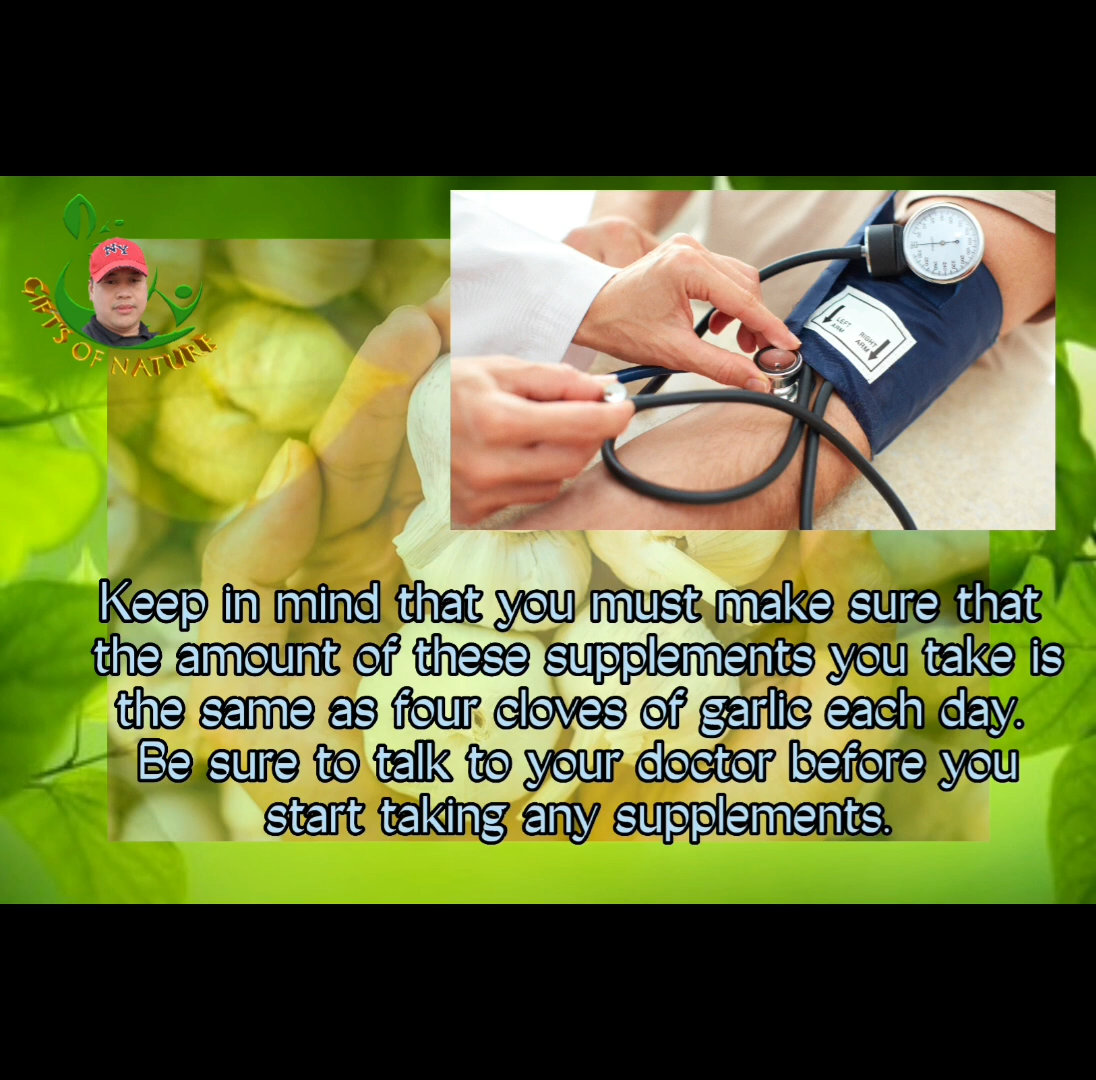 GIFTS OF NATURE
NY
LEFT
ARM
RIGHT
ARM
Keep in mind that you must make sure that
the amount of these supplements you take is
the same as four cloves of garlic each day.
Be sure to talk to your doctor before you
start taking any supplements.